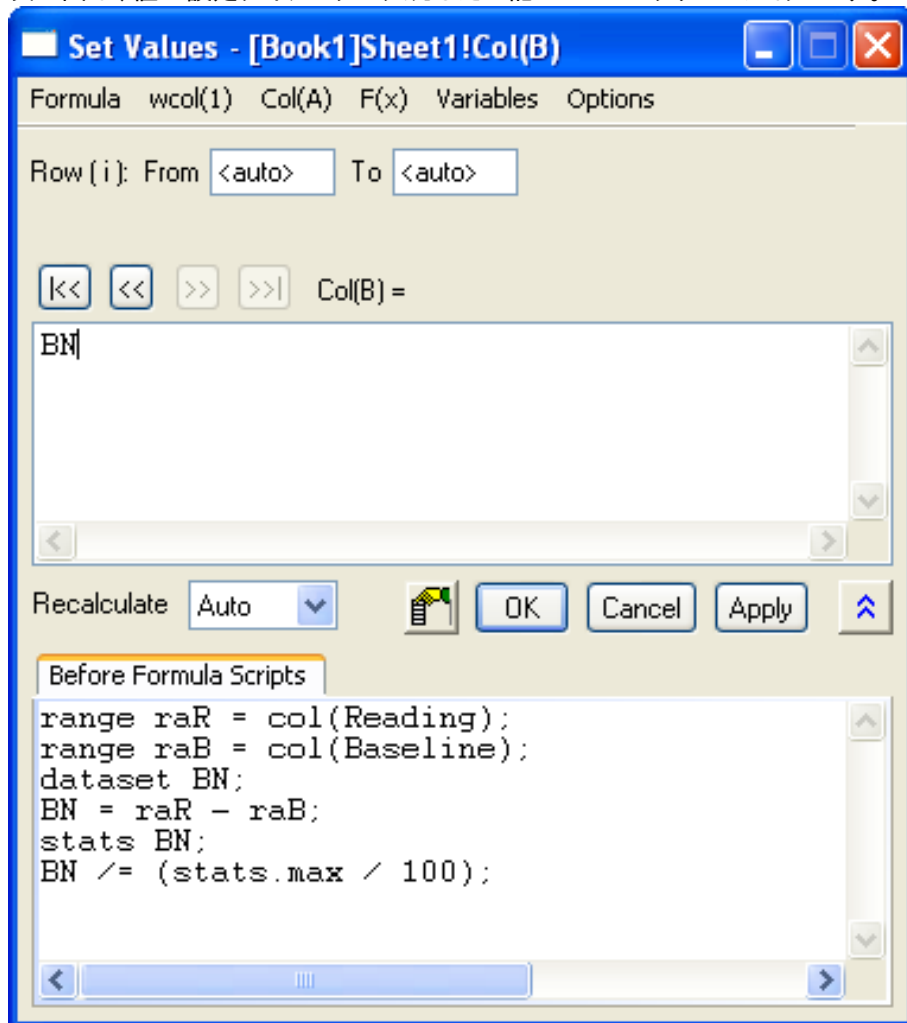 Set Values - [Book1]Sheet1!Col(B)
Formula wcol(1) Col(A) F(x) Variables Options
Row ( i ): From <auto> To <auto>
|<< << >> >>| Col(B) =
BN
Recalculate Auto OK Cancel Apply
Before Formula Scripts
range raR = col(Reading);
range raB = col(Baseline);
dataset BN;
BN = raR - raB;
stats BN;
BN /= (stats.max / 100);